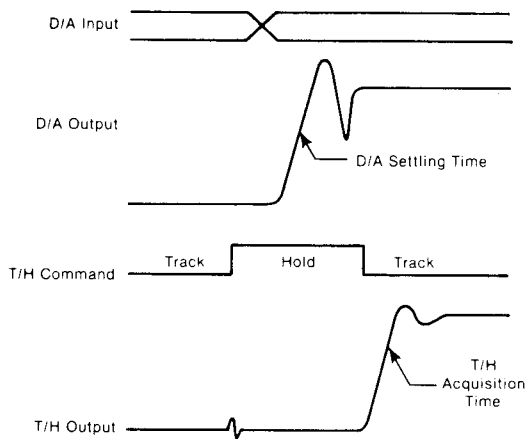 D/A Input
D/A Output
D/A Settling Time
T/H Command
Track
Hold
Track
T/H
Acquisition
Time
T/H Output